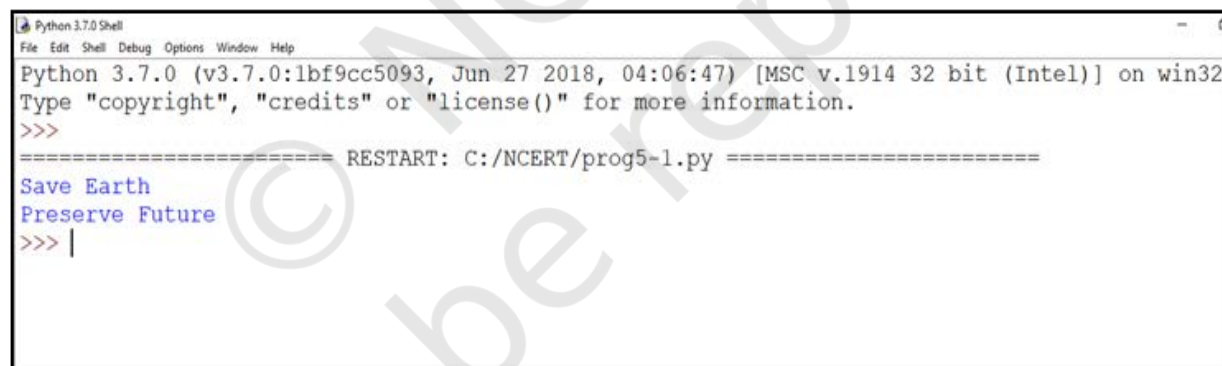 Python 3.7.0 Shell
File Edit Shell Debug Options Window Help
Python 3.7.0 (v3.7.0:1bf9cc5093, Jun 27 2018, 04:06:47) [MSC v.1914 32 bit (Intel)] on win32
Type "copyright", "credits" or "license()" for more information.
>>>
======================== RESTART: C:/NCERT/prog5-1.py ========================
Save Earth
Preserve Future
>>>
© N
be rep